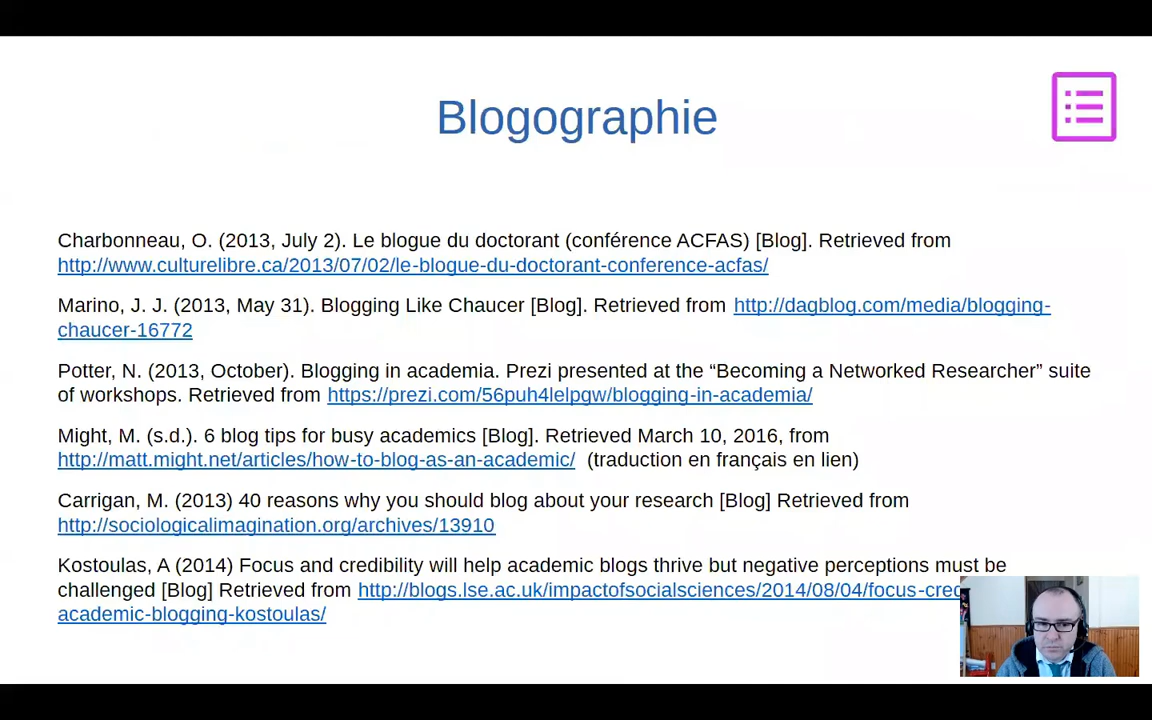 Blogographie
Charbonneau, O. (2013, July 2). Le blogue du doctorant (conférence ACFAS) [Blog]. Retrieved from
http://www.culturelibre.ca/2013/07/02/le-blogue-du-doctorant-conference-acfas/
Marino, J. J. (2013, May 31). Blogging Like Chaucer [Blog]. Retrieved from http://dagblog.com/media/blogging-
chaucer-16772
Potter, N. (2013, October). Blogging in academia. Prezi presented at the “Becoming a Networked Researcher” suite
of workshops. Retrieved from https://prezi.com/56puh4lelpgw/blogging-in-academia/
Might, M. (s.d.). 6 blog tips for busy academics [Blog]. Retrieved March 10, 2016, from
http://matt.might.net/articles/how-to-blog-as-an-academic/ (traduction en français en lien)
Carrigan, M. (2013) 40 reasons why you should blog about your research [Blog] Retrieved from
http://sociologicalimagination.org/archives/13910
Kostoulas, A (2014) Focus and credibility will help academic blogs thrive but negative perceptions must be
challenged [Blog] Retrieved from http://blogs.lse.ac.uk/impactofsocialsciences/2014/08/04/focus-cred
academic-blogging-kostoulas/